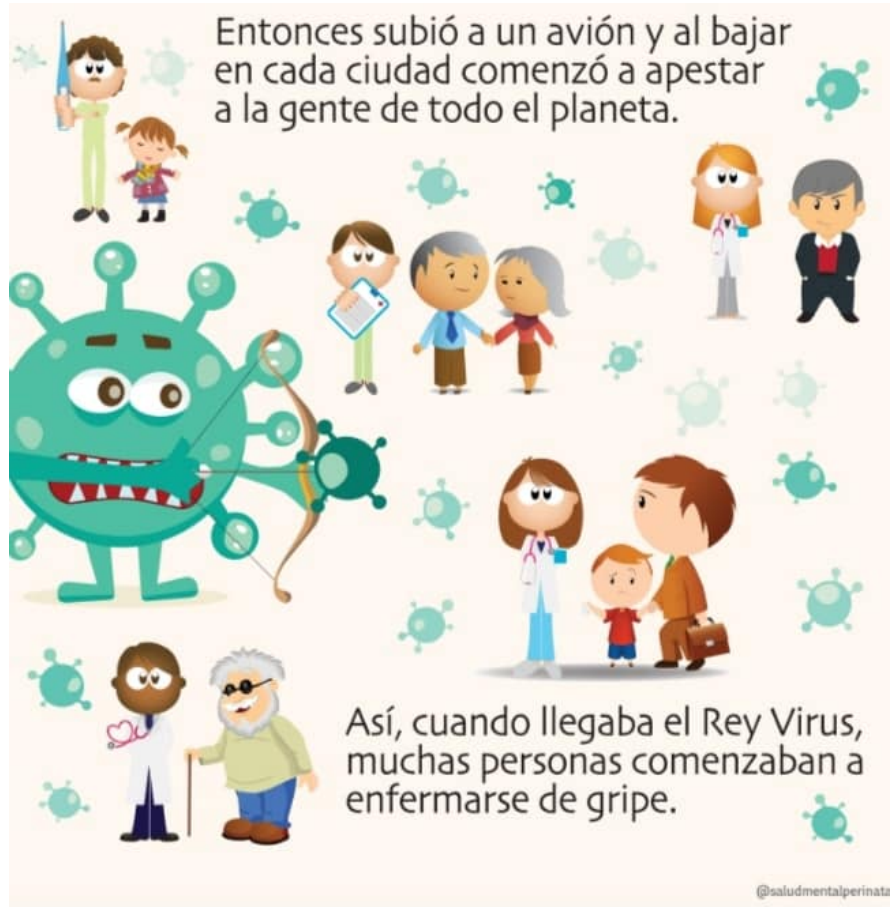 Entonces subió a un avión y al bajar
en cada ciudad comenzó a apestar
a la gente de todo el planeta.
Así, cuando llegaba el Rey Virus,
muchas personas comenzaban a
enfermarse de gripe.
@saludmentalperinata